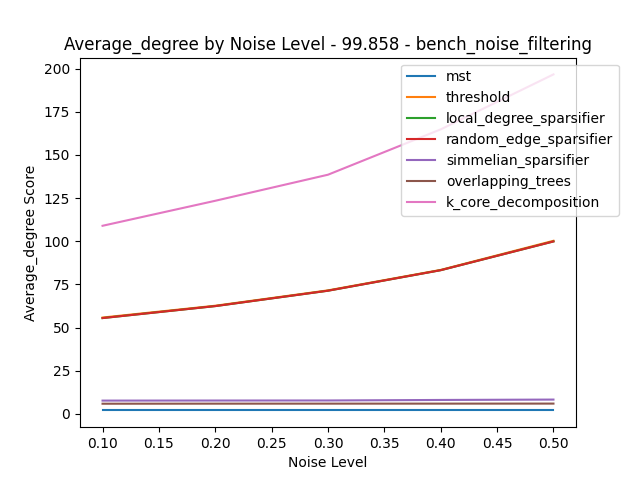 Average_degree by Noise Level - 99.858 - bench_noise_filtering
Average_degree Score
200
175
150
125
100
75
50
25
0
mst
threshold
local_degree_sparsifier
random_edge_sparsifier
simmelian_sparsifier
overlapping_trees
k_core_decomposition
0.10 0.15 0.20 0.25 0.30 0.35 0.40 0.45 0.50
Noise Level